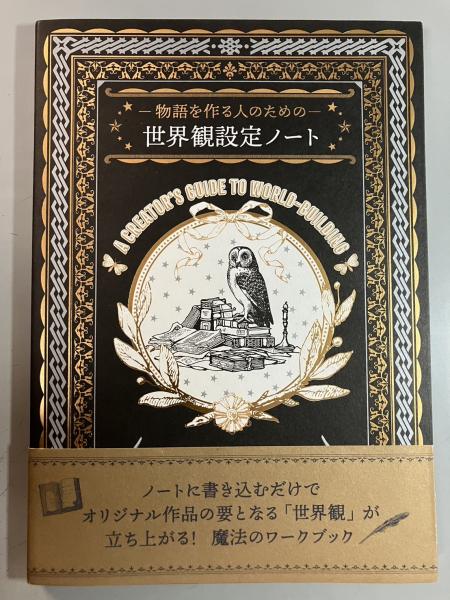 ―物語を作る人のための―
世界観設定ノート
A CREATOR'S GUIDE TO WORLD-BUILDING
ノートに書き込むだけで
オリジナル作品の要となる「世界観」が
立ち上がる! 魔法のワークブック